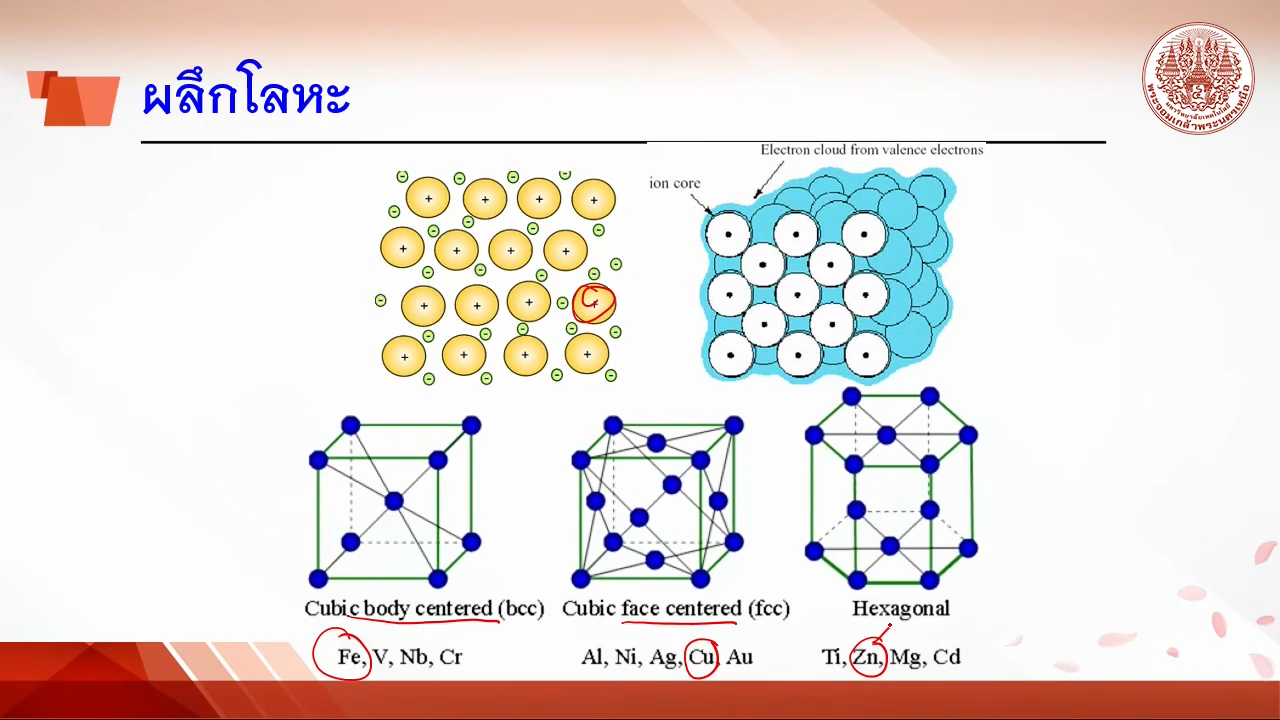 ผลึกโลหะ
Electron cloud from valence electrons
ion core
Cubic body centered (bcc)
Cubic face centered (fcc)
Hexagonal
Fe, V, Nb, Cr
Al, Ni, Ag, Cu, Au
Ti, Zn, Mg, Cd